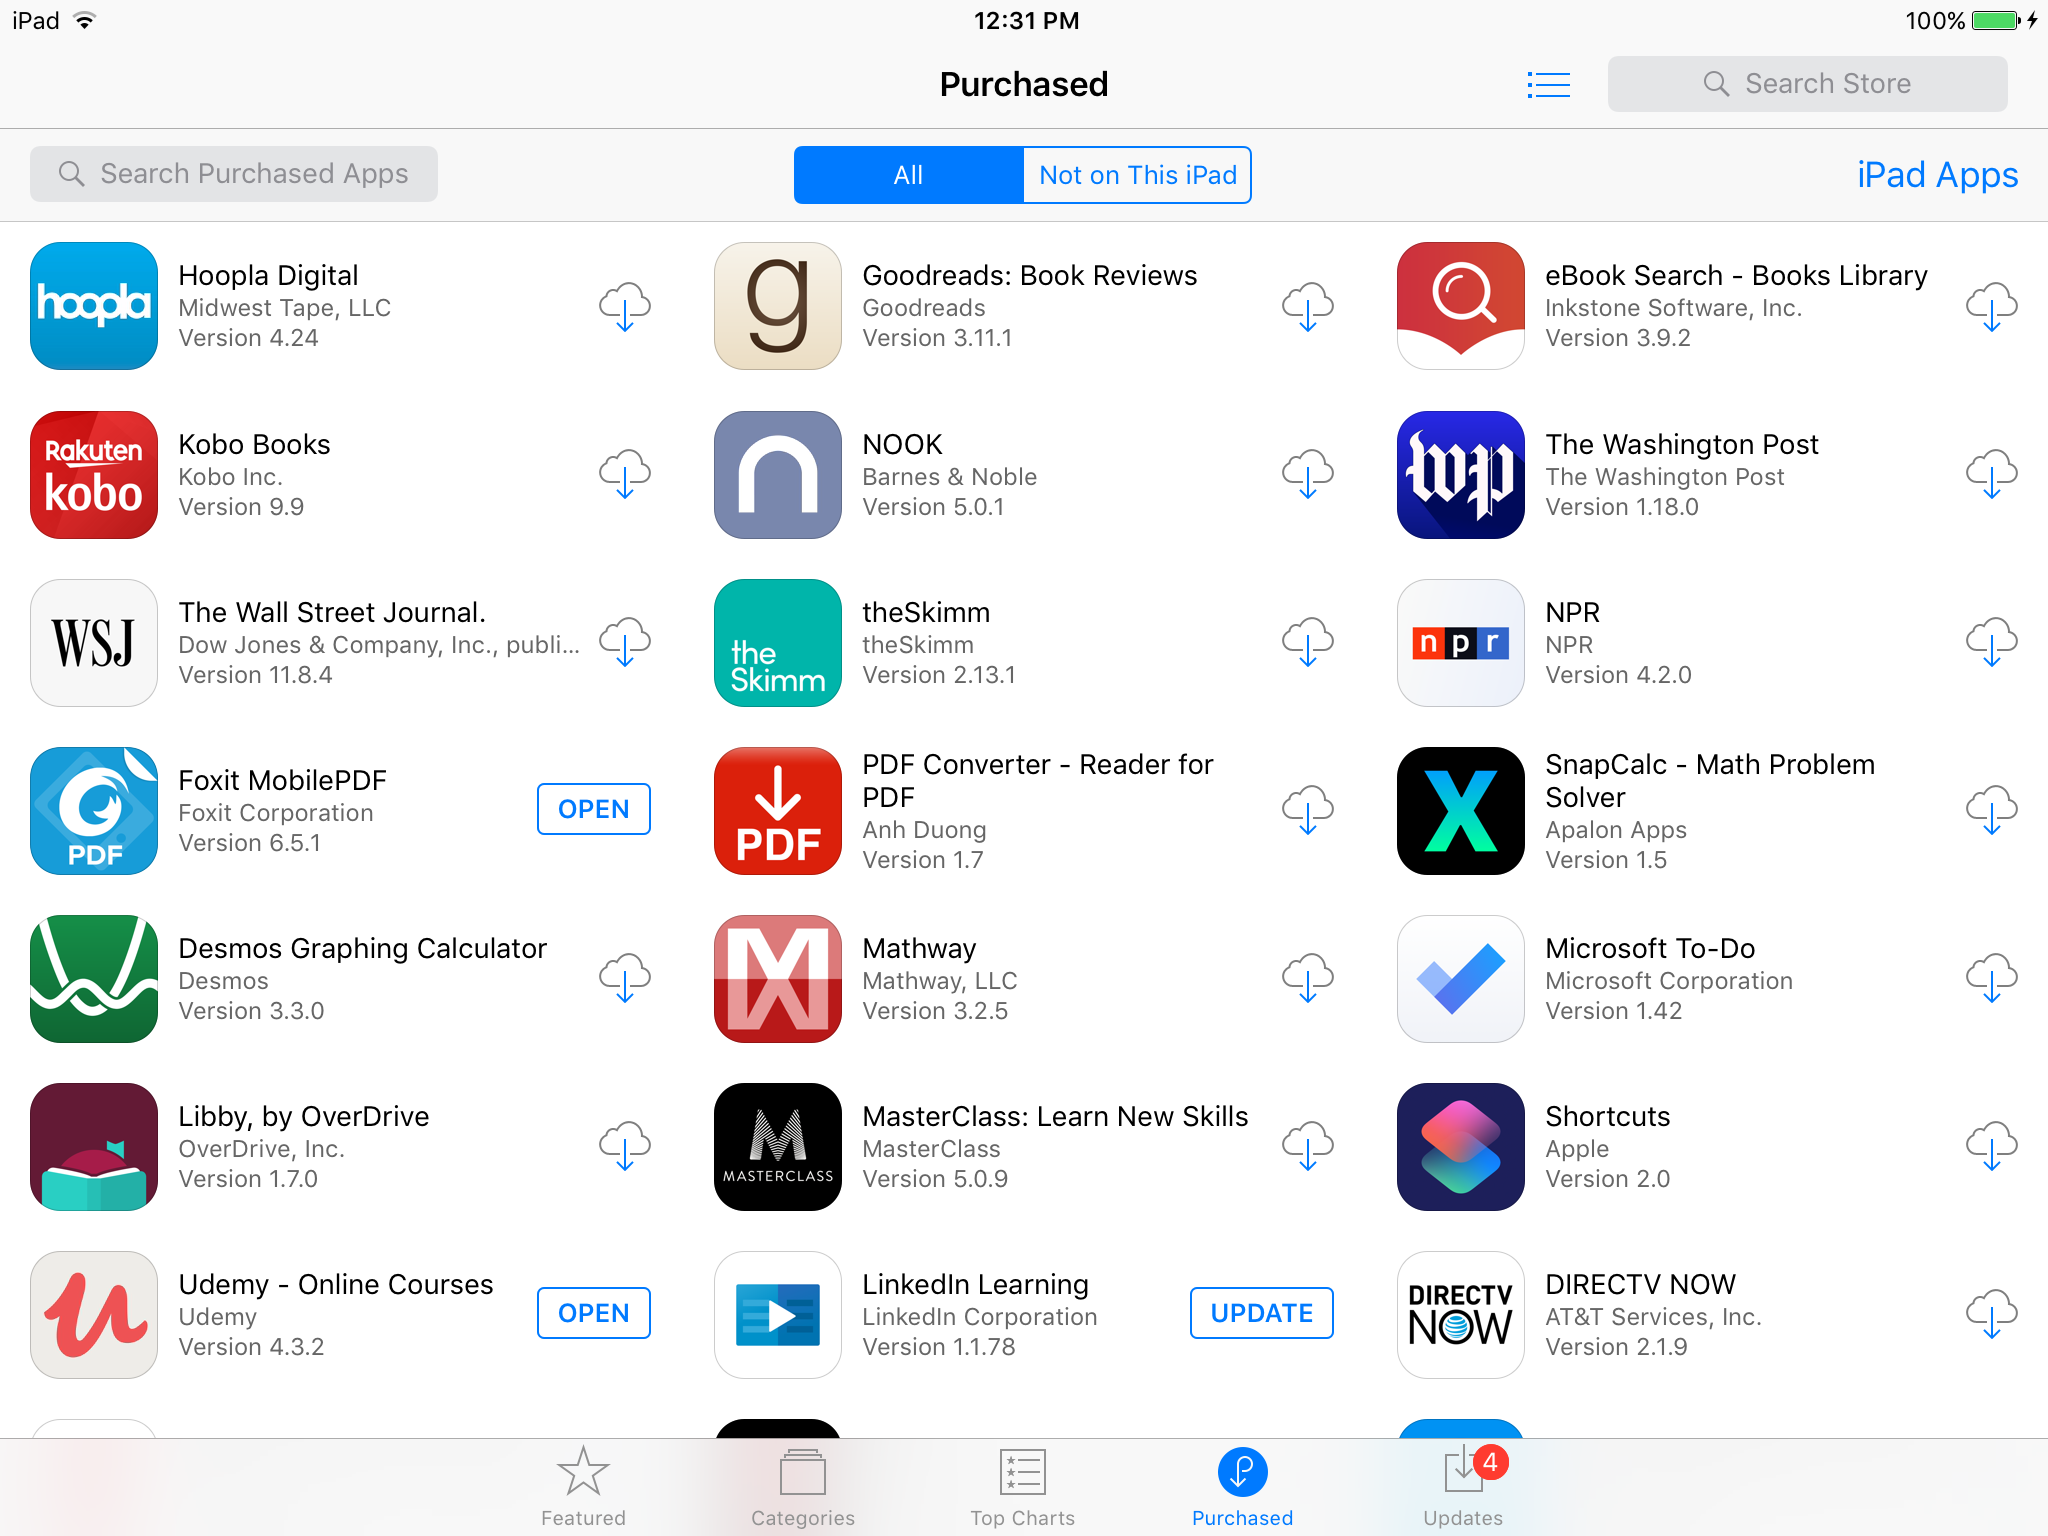 iPad
12:31 PM
100%
Purchased
Search Store
Search Purchased Apps
All
Not on This iPad
iPad Apps
hoopla
Hoopla Digital
Midwest Tape, LLC
Version 4.24
g
Goodreads: Book Reviews
Goodreads
Version 3.11.1
eBook Search - Books Library
Inkstone Software, Inc.
Version 3.9.2
Rakuten
kobo
Kobo Books
Kobo Inc.
Version 9.9
n
NOOK
Barnes & Noble
Version 5.0.1
wp
The Washington Post
The Washington Post
Version 1.18.0
WSJ
The Wall Street Journal.
Dow Jones & Company, Inc., publi...
Version 11.8.4
the
Skimm
theSkimm
theSkimm
Version 2.13.1
npr
NPR
NPR
Version 4.2.0
PDF
Foxit MobilePDF
Foxit Corporation
Version 6.5.1
OPEN
PDF
PDF Converter - Reader for
PDF
Anh Duong
Version 1.7
X
SnapCalc - Math Problem
Solver
Apalon Apps
Version 1.5
Desmos Graphing Calculator
Desmos
Version 3.3.0
M
Mathway
Mathway, LLC
Version 3.2.5
Microsoft To-Do
Microsoft Corporation
Version 1.42
Libby, by OverDrive
OverDrive, Inc.
Version 1.7.0
M
MASTERCLASS
MasterClass: Learn New Skills
MasterClass
Version 5.0.9
Shortcuts
Apple
Version 2.0
u
Udemy - Online Courses
Udemy
Version 4.3.2
OPEN
LinkedIn Learning
LinkedIn Corporation
Version 1.1.78
UPDATE
DIRECTV
NOW
DIRECTV NOW
AT&T Services, Inc.
Version 2.1.9
Featured
Categories
Top Charts
Purchased
4
Updates